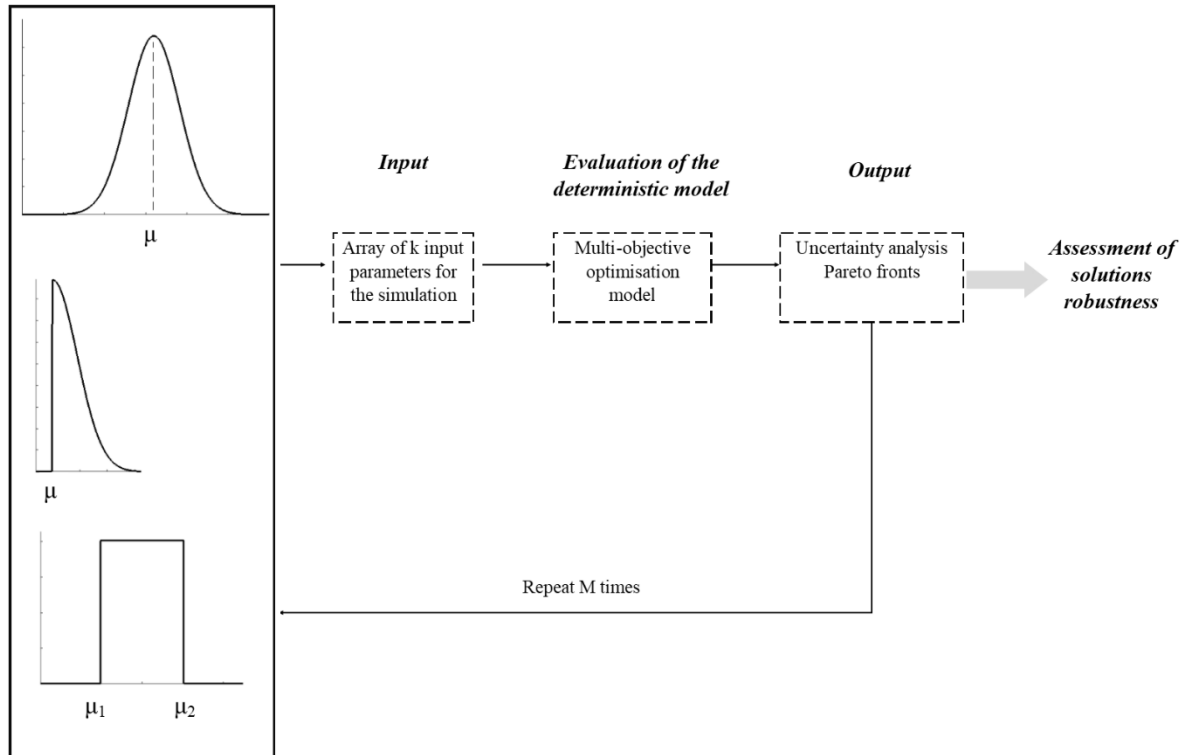 μ
μ
μ₁
μ₂
Input
Array of k input
parameters for
the simulation
Evaluation of the
deterministic model
Multi-objective
optimisation
model
Output
Uncertainty analysis
Pareto fronts
Assessment of
solutions
robustness
Repeat M times